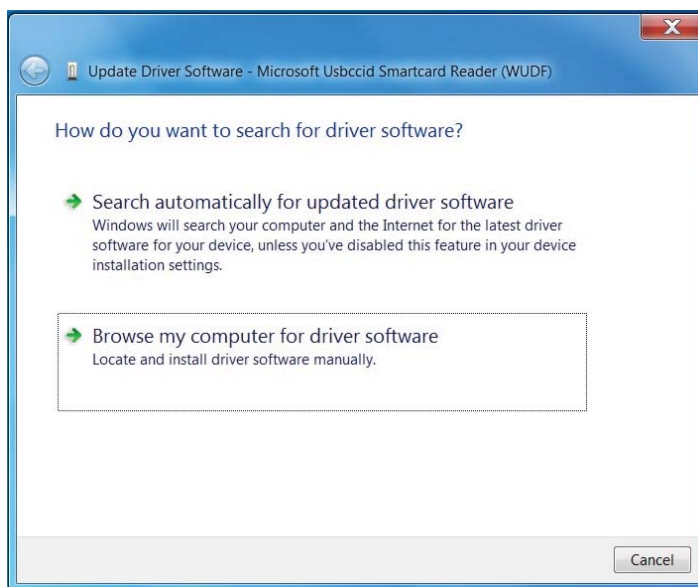 Update Driver Software - Microsoft Usbccid Smartcard Reader (WUDF)
How do you want to search for driver software?
Search automatically for updated driver software
Windows will search your computer and the Internet for the latest driver
software for your device, unless you've disabled this feature in your device
installation settings.
Browse my computer for driver software
Locate and install driver software manually.
Cancel